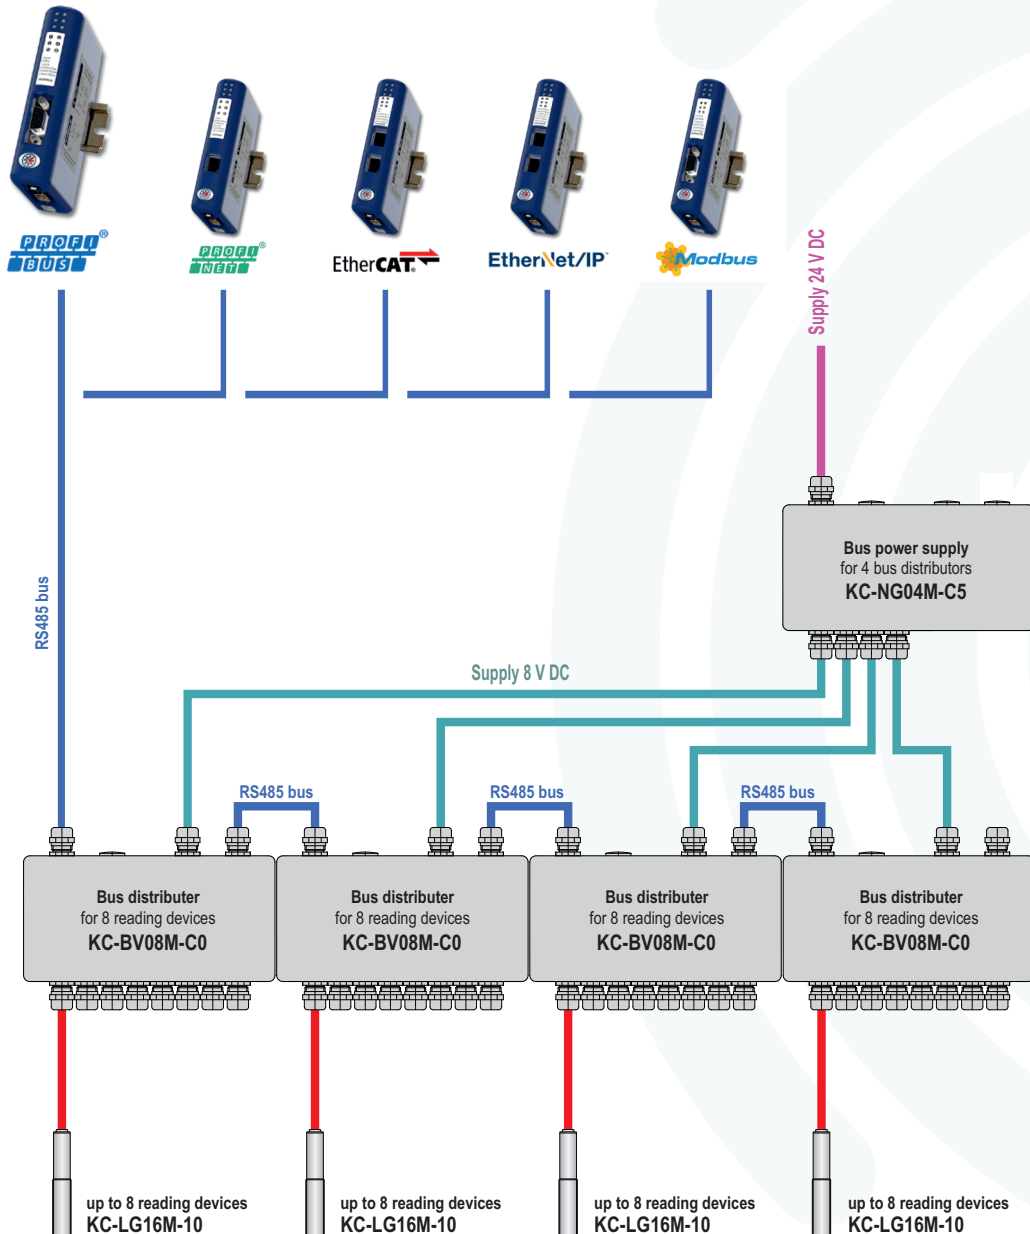 PROFI®
BUS
PROFI®
NET
EtherCAT®
EtherNet/IP
Modbus
Supply 24 V DC
Bus power supply
for 4 bus distributors
KC-NG04M-C5
RS485 bus
Supply 8 V DC
RS485 bus
RS485 bus
RS485 bus
Bus distributer
for 8 reading devices
KC-BV08M-C0
Bus distributer
for 8 reading devices
KC-BV08M-C0
Bus distributer
for 8 reading devices
KC-BV08M-C0
Bus distributer
for 8 reading devices
KC-BV08M-C0
up to 8 reading devices
KC-LG16M-10
up to 8 reading devices
KC-LG16M-10
up to 8 reading devices
KC-LG16M-10
up to 8 reading devices
KC-LG16M-10